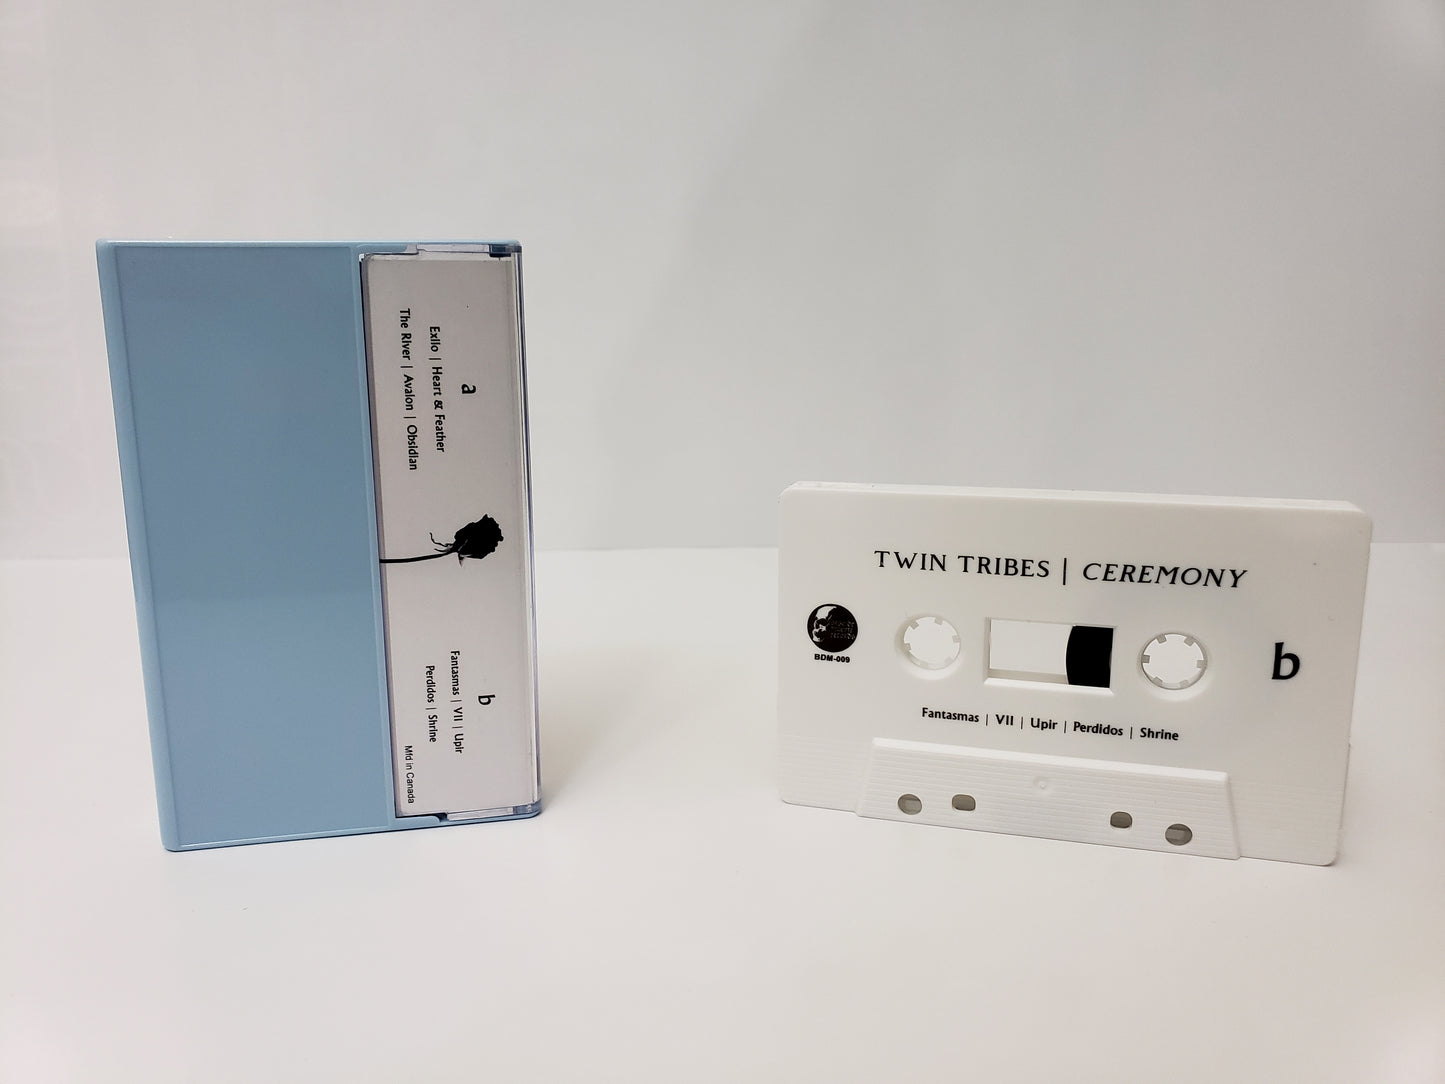 a
Exilo | Heart & Feather
The River | Avalon | Obsidian
b
Fantasmas | VII | Upir
Perdidos | Shrine
Mfd in Canada
TWIN TRIBES | CEREMONY
BDM-009
b
Fantasmas | VII | Upir | Perdidos | Shrine